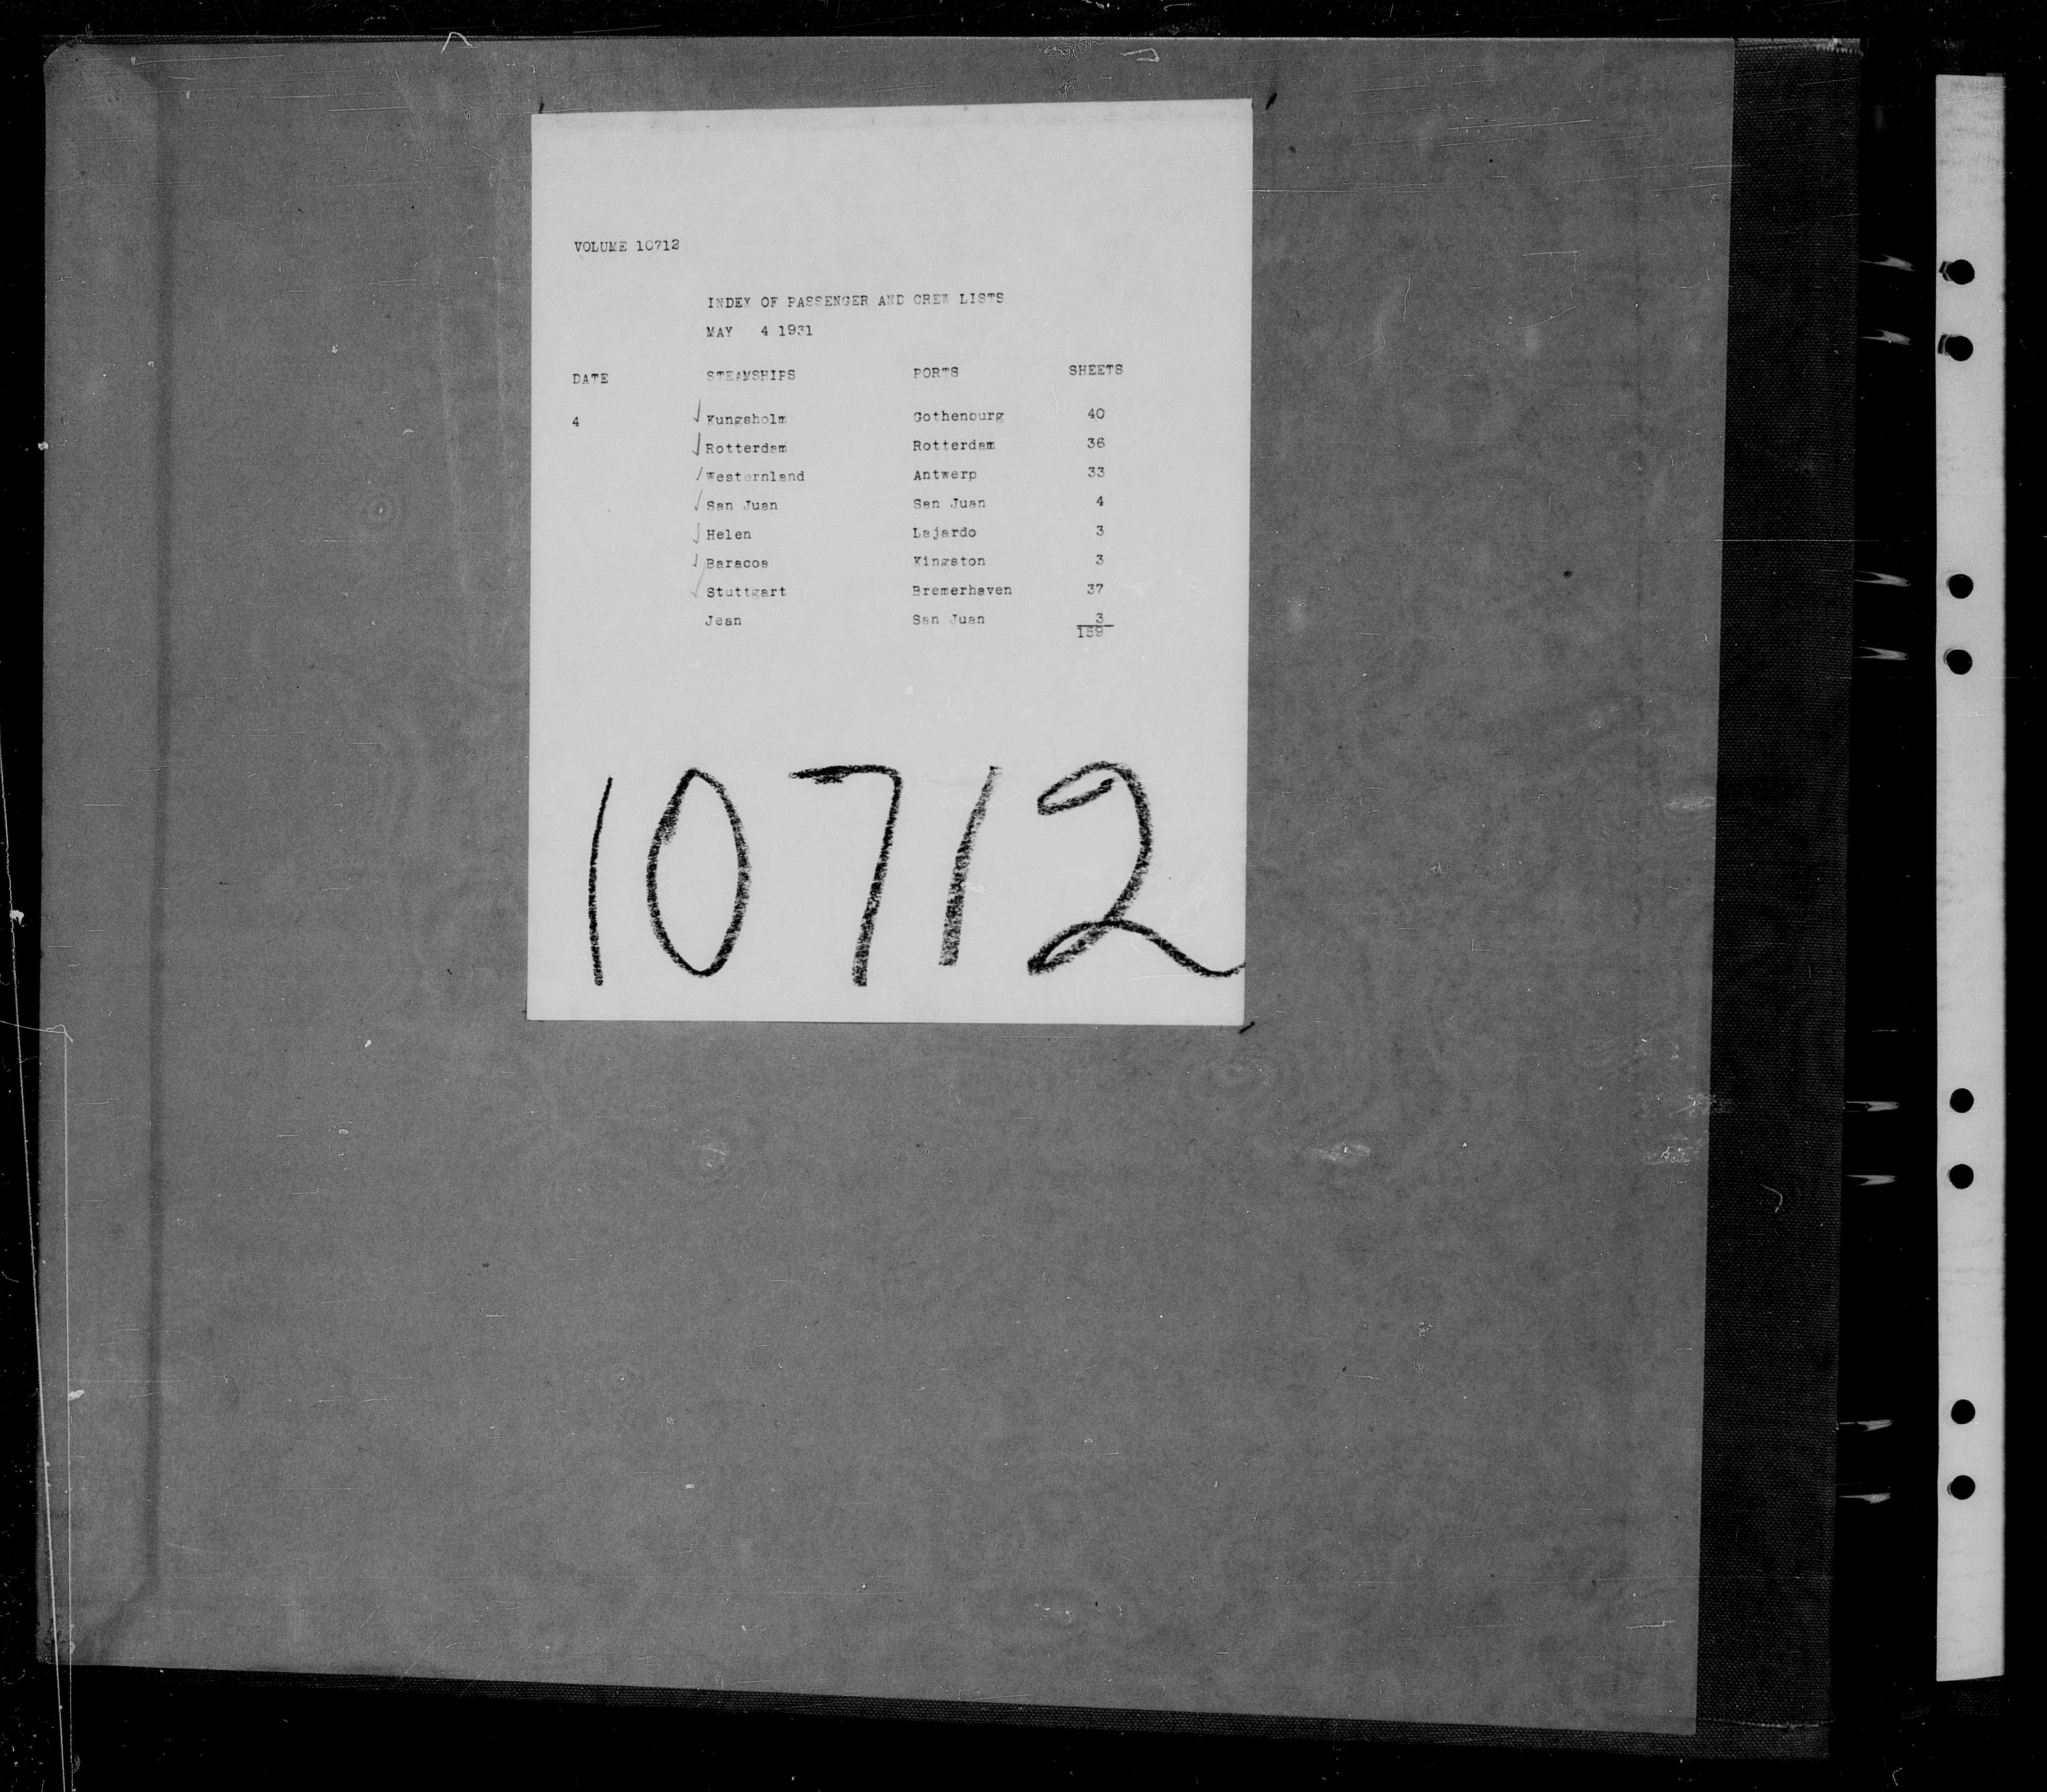 VOLUME 10712
INDEX OF PASSENGER AND CREW LISTS
MAY 4 1931
DATE STEAMSHIPS PORTS SHEETS
4 Kungsholm Gothenburg 40
Rotterdam Rotterdam 36
Westernland Antwerp 33
San Juan San Juan 4
Helen Lajardo 3
Baracoa Kingston 3
Stuttgart Bremerhaven 37
Jean San Juan 3
159
10712